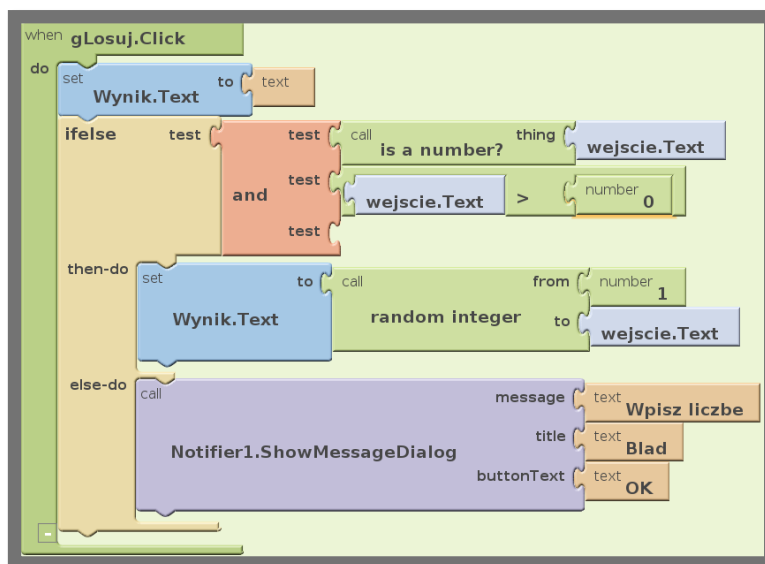 when gLosuj.Click
do set Wynik.Text to text
ifelse test and test call is a number? thing wejscie.Text
test wejscie.Text > number 0
test
then-do set Wynik.Text to call random integer from number 1
to wejscie.Text
else-do call Notifier1.ShowMessageDialog message text Wpisz liczbe
title text Blad
buttonText text OK
-